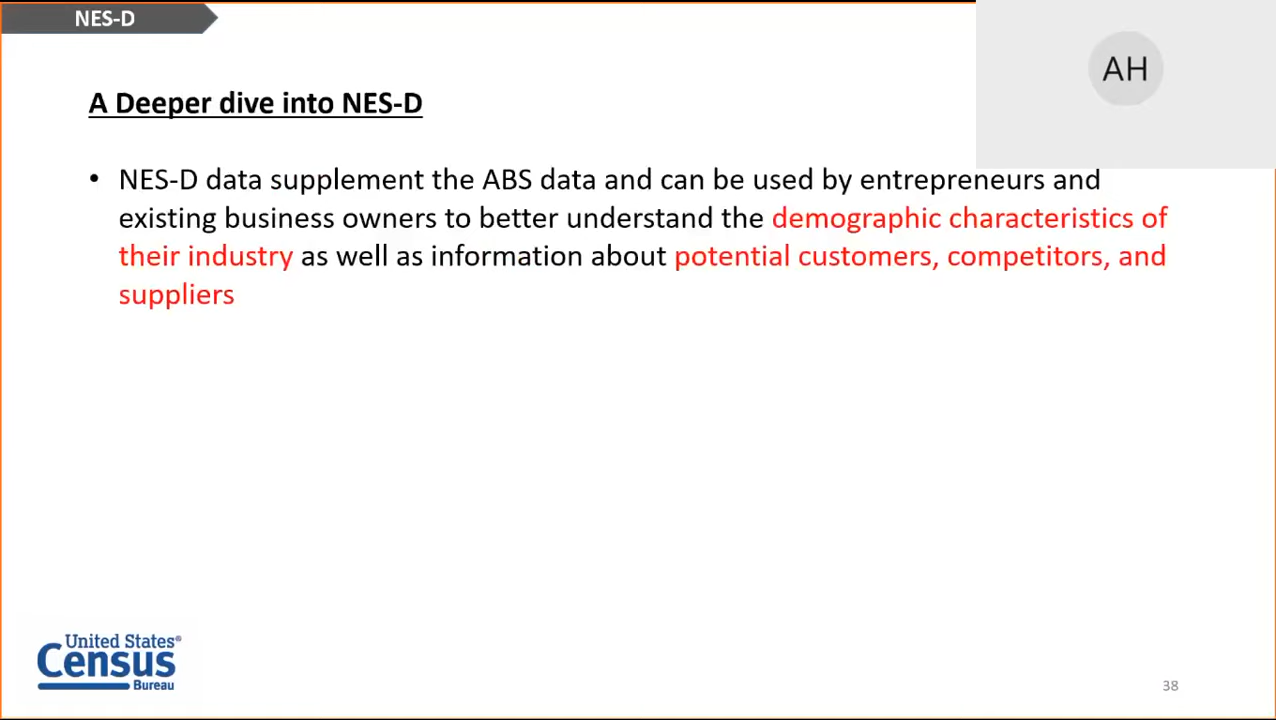 NES-D
AH
A Deeper dive into NES-D
• NES-D data supplement the ABS data and can be used by entrepreneurs and
existing business owners to better understand the demographic characteristics of
their industry as well as information about potential customers, competitors, and
suppliers
United States®
Census
Bureau
38